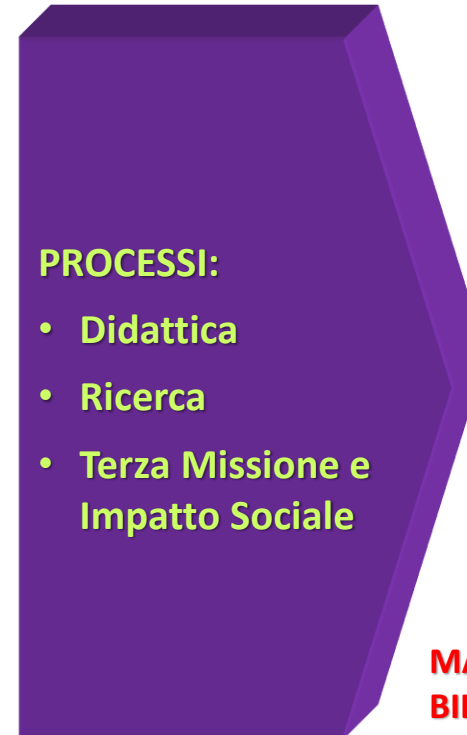 PROCESSI:
• Didattica
• Ricerca
• Terza Missione e
Impatto Sociale